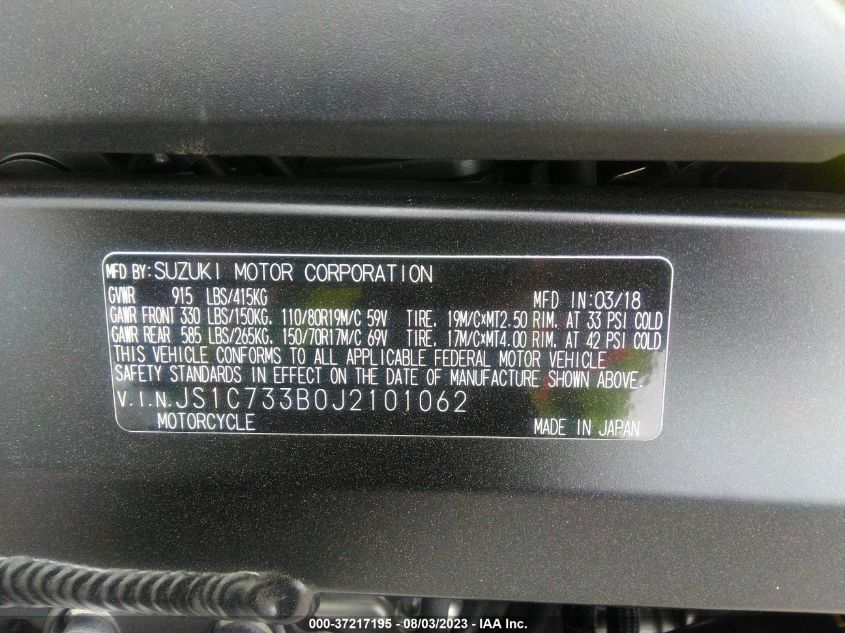 MFD BY:SUZUKI MOTOR CORPORATION
GVWR 915 LBS/415KG MFD IN:03/18
GAWR FRONT 330 LBS/150KG. 110/80R19M/C 59V TIRE. 19M/C×MT2.50 RIM. AT 33 PSI COLD
GAWR REAR 585 LBS/265KG. 150/70R17M/C 69V TIRE. 17M/C×MT4.00 RIM. AT 42 PSI COLD
THIS VEHICLE CONFORMS TO ALL APPLICABLE FEDERAL MOTOR VEHICLE
SAFETY STANDARDS IN EFFECT ON THE DATE OF MANUFACTURE SHOWN ABOVE.
V.I.N.JS1C733B0J2101062
MOTORCYCLE MADE IN JAPAN
000-37217195 - 08/03/2023 - IAA Inc.